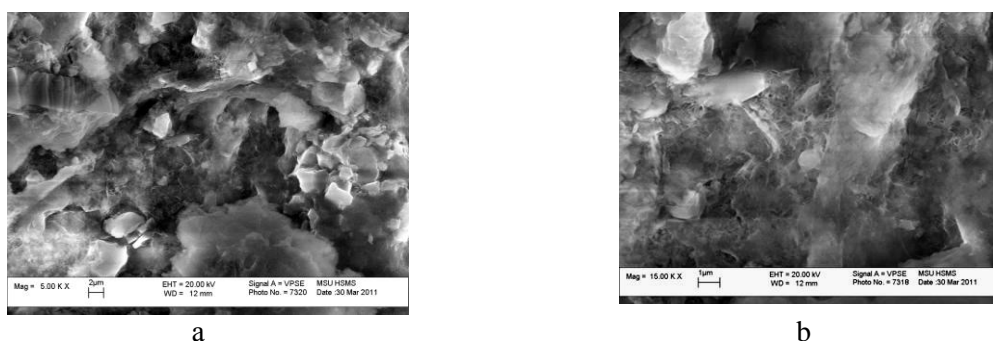 Mag = 5.00 K X
2µm
EHT = 20.00 kV
WD = 12 mm
Signal A = VPSE
Photo No. = 7320
MSU HSMS
Date :30 Mar 2011
a
Mag = 15.00 K X
1µm
EHT = 20.00 kV
WD = 12 mm
Signal A = VPSE
Photo No. = 7318
MSU HSMS
Date :30 Mar 2011
b